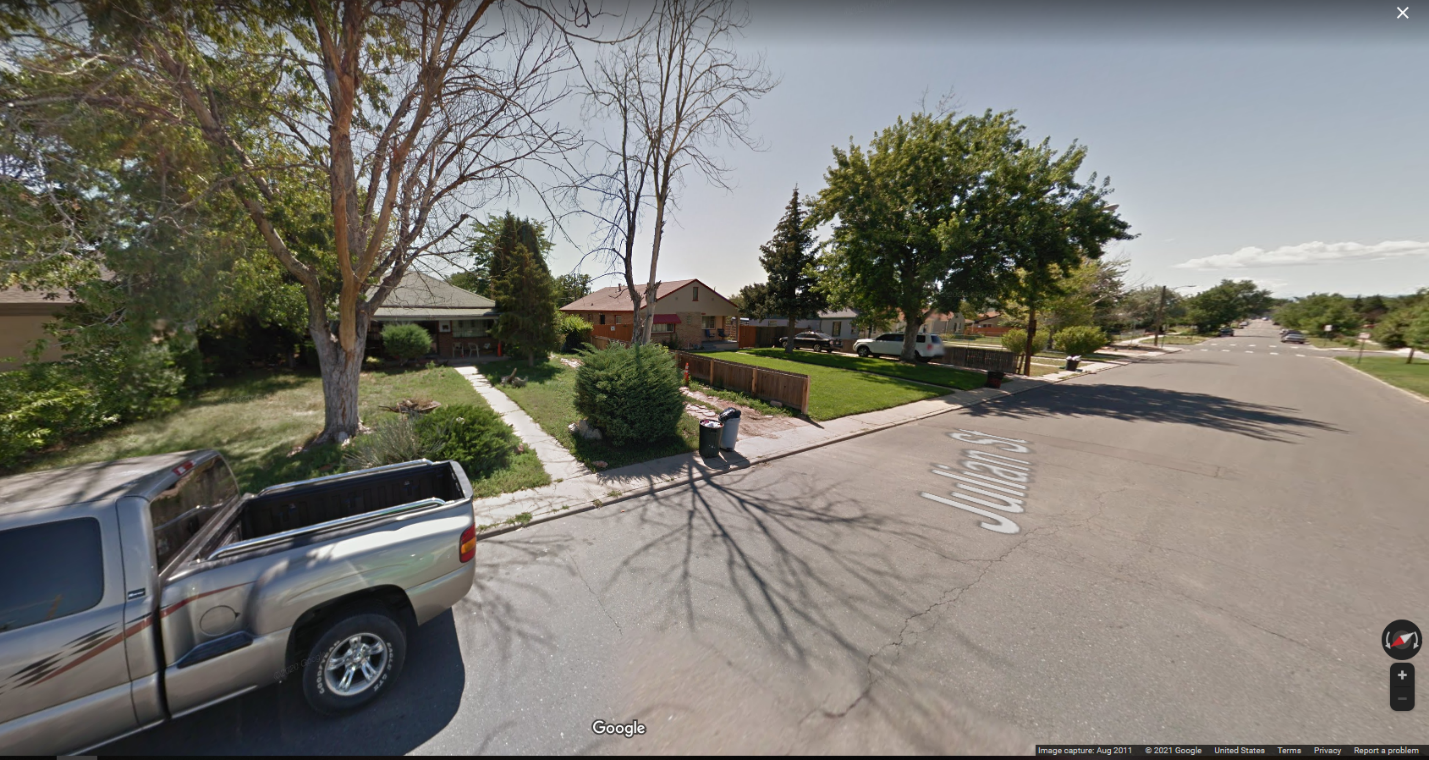 Julian St
Google
Image capture: Aug 2011 © 2021 Google United States Terms Privacy Report a problem